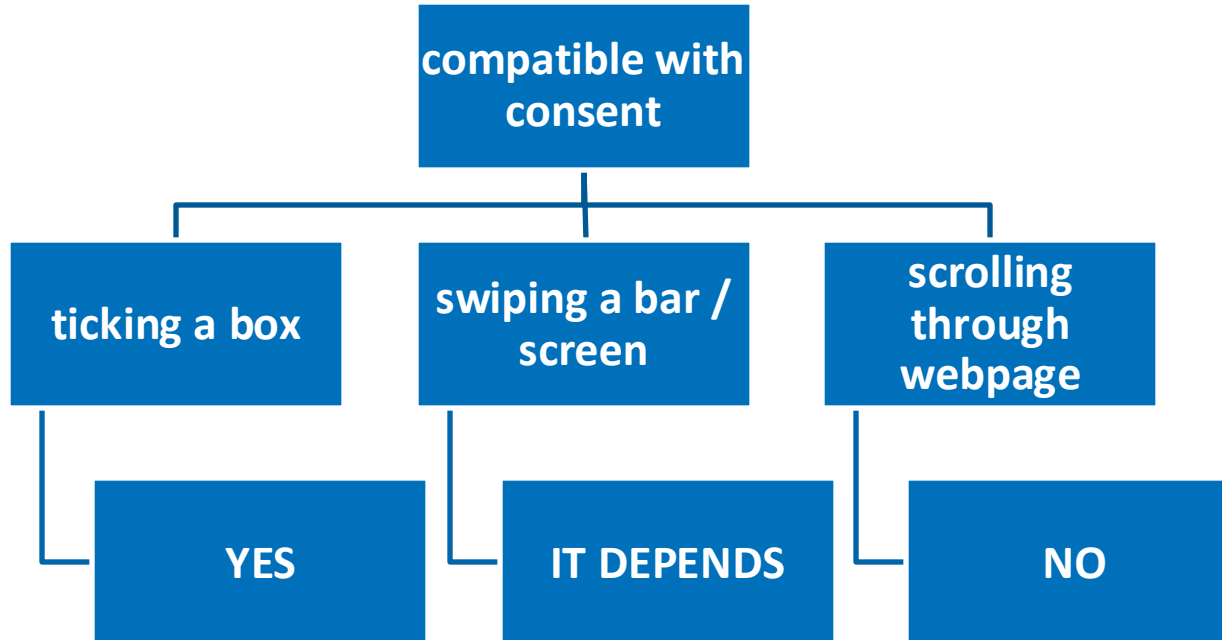 compatible with
consent
ticking a box
swiping a bar /
screen
scrolling
through
webpage
YES
IT DEPENDS
NO